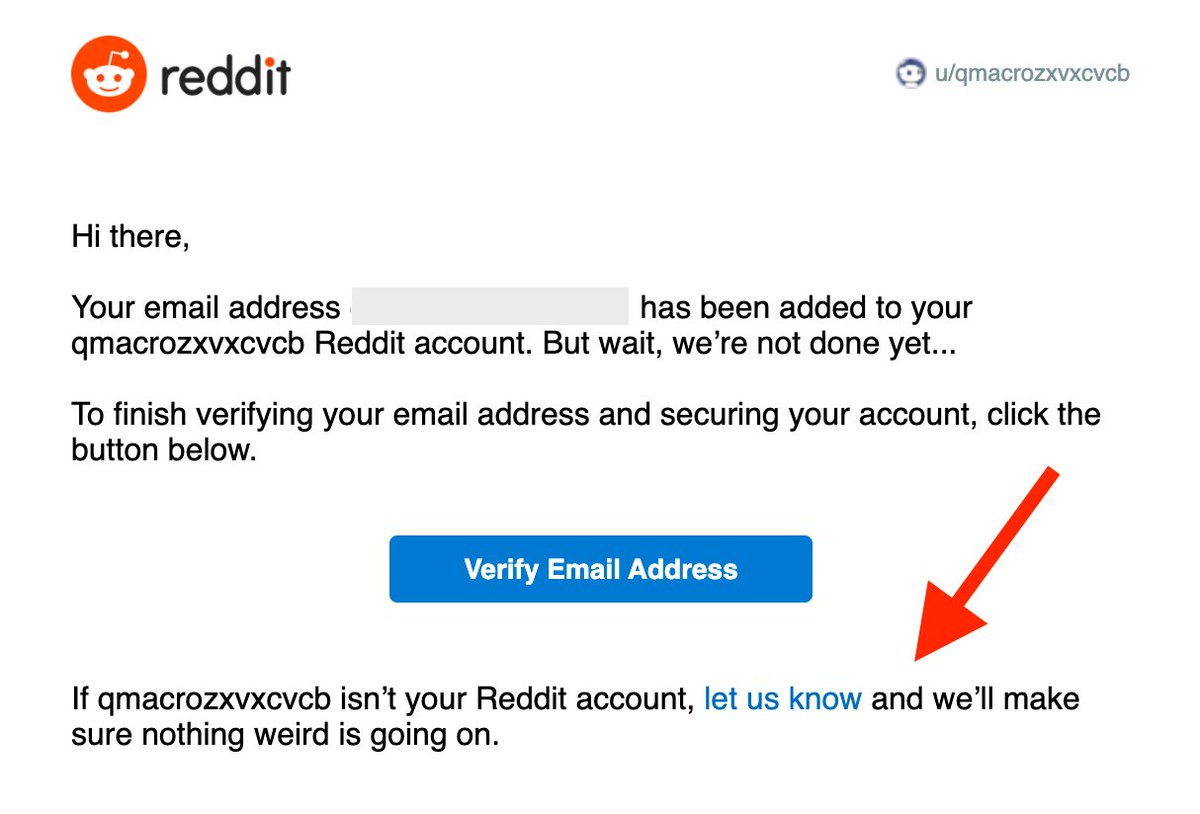 reddit
u/qmacrozxvxcvcb
Hi there,
Your email address has been added to your
qmacrozxvxcvcb Reddit account. But wait, we’re not done yet...
To finish verifying your email address and securing your account, click the
button below.
Verify Email Address
If qmacrozxvxcvcb isn’t your Reddit account, let us know and we’ll make
sure nothing weird is going on.